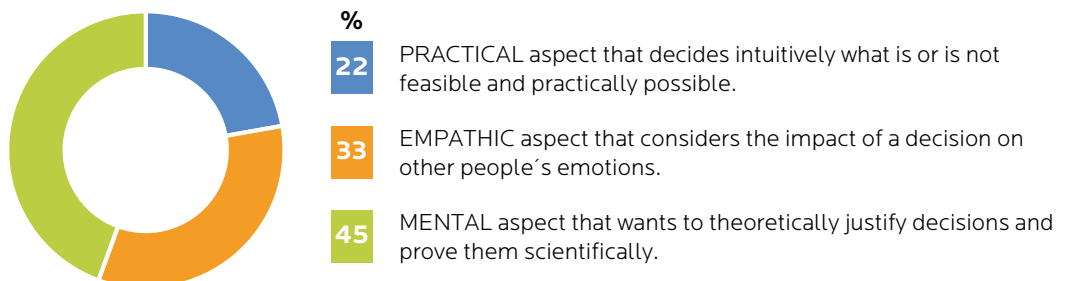 %
22
PRACTICAL aspect that decides intuitively what is or is not
feasible and practically possible.
33
EMPATHIC aspect that considers the impact of a decision on
other people´s emotions.
45
MENTAL aspect that wants to theoretically justify decisions and
prove them scientifically.